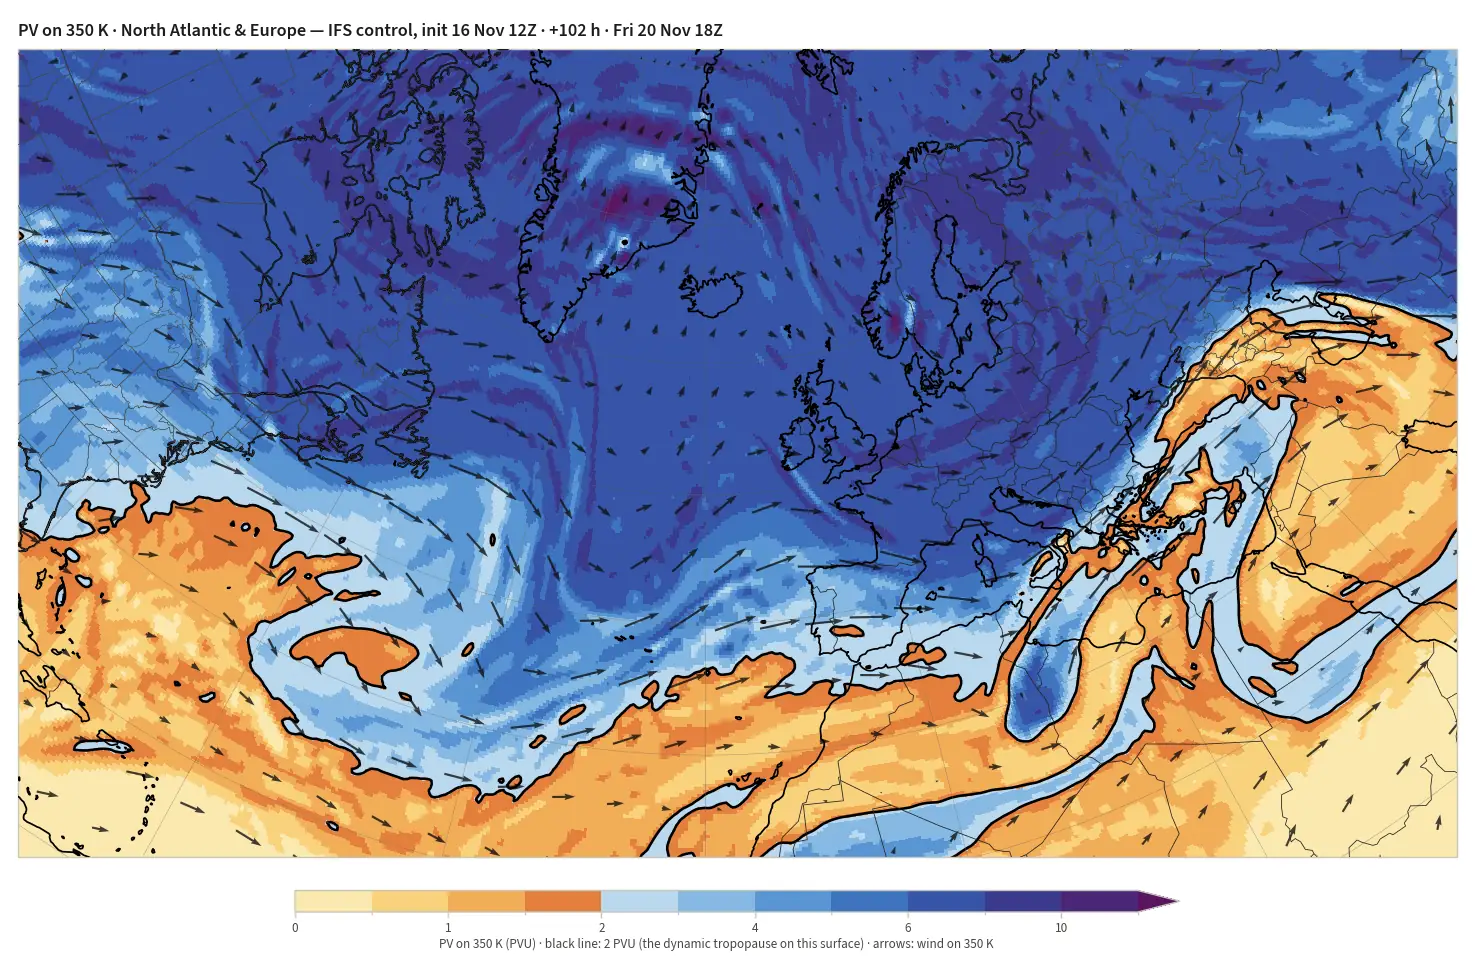 PV on 350 K · North Atlantic & Europe — IFS control, init 16 Nov 12Z · +102 h · Fri 20 Nov 18Z
0 1 2 4 6 10
PV on 350 K (PVU) · black line: 2 PVU (the dynamic tropopause on this surface) · arrows: wind on 350 K